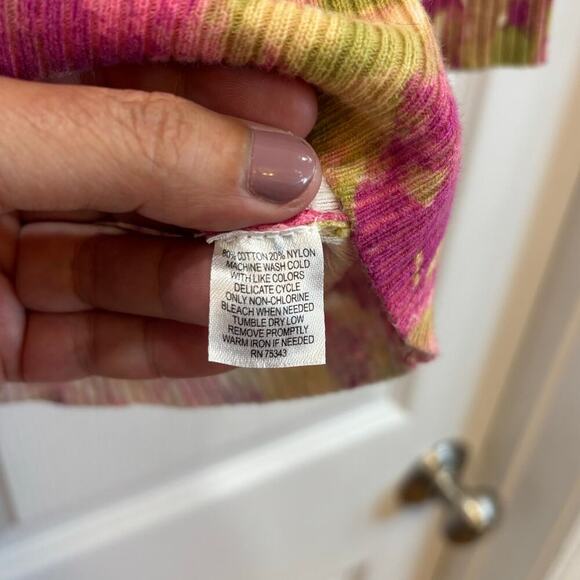 80% COTTON 20% NYLON
MACHINE WASH COLD
WITH LIKE COLORS
DELICATE CYCLE
ONLY NON-CHLORINE
BLEACH WHEN NEEDED
TUMBLE DRY LOW
REMOVE PROMPTLY
WARM IRON IF NEEDED
RN 75343